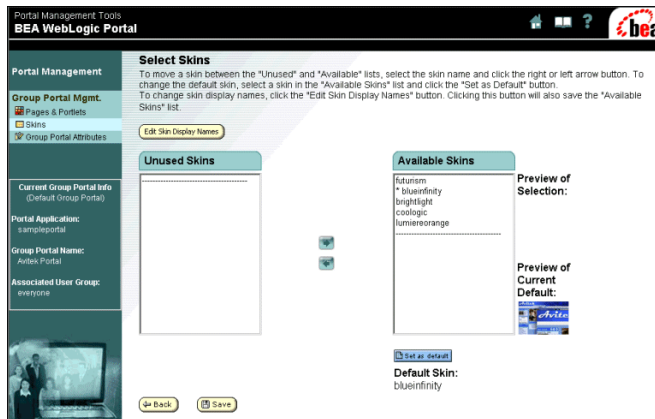 Portal Management Tools
BEA WebLogic Portal
?
bea
Portal Management
Group Portal Mgmt.
Pages & Portlets
Skins
Group Portal Attributes
Current Group Portal Info
(Default Group Portal)
Portal Application:
sampleportal
Group Portal Name:
Avitek Portal
Associated User Group:
everyone
Select Skins
To move a skin between the "Unused" and "Available" lists, select the skin name and click the right or left arrow button. To
change the default skin, select a skin in the "Available Skins" list and click the "Set as Default" button.
To change skin display names, click the "Edit Skin Display Names" button. Clicking this button will also save the "Available
Skins" list.
Edit Skin Display Names
Unused Skins
Available Skins
futurism
* blueinfinity
brightlight
coologic
lumiereorange
Preview of
Selection:
Preview of
Current
Default:
Avite
Set as default
Default Skin:
blueinfinity
Back
Save